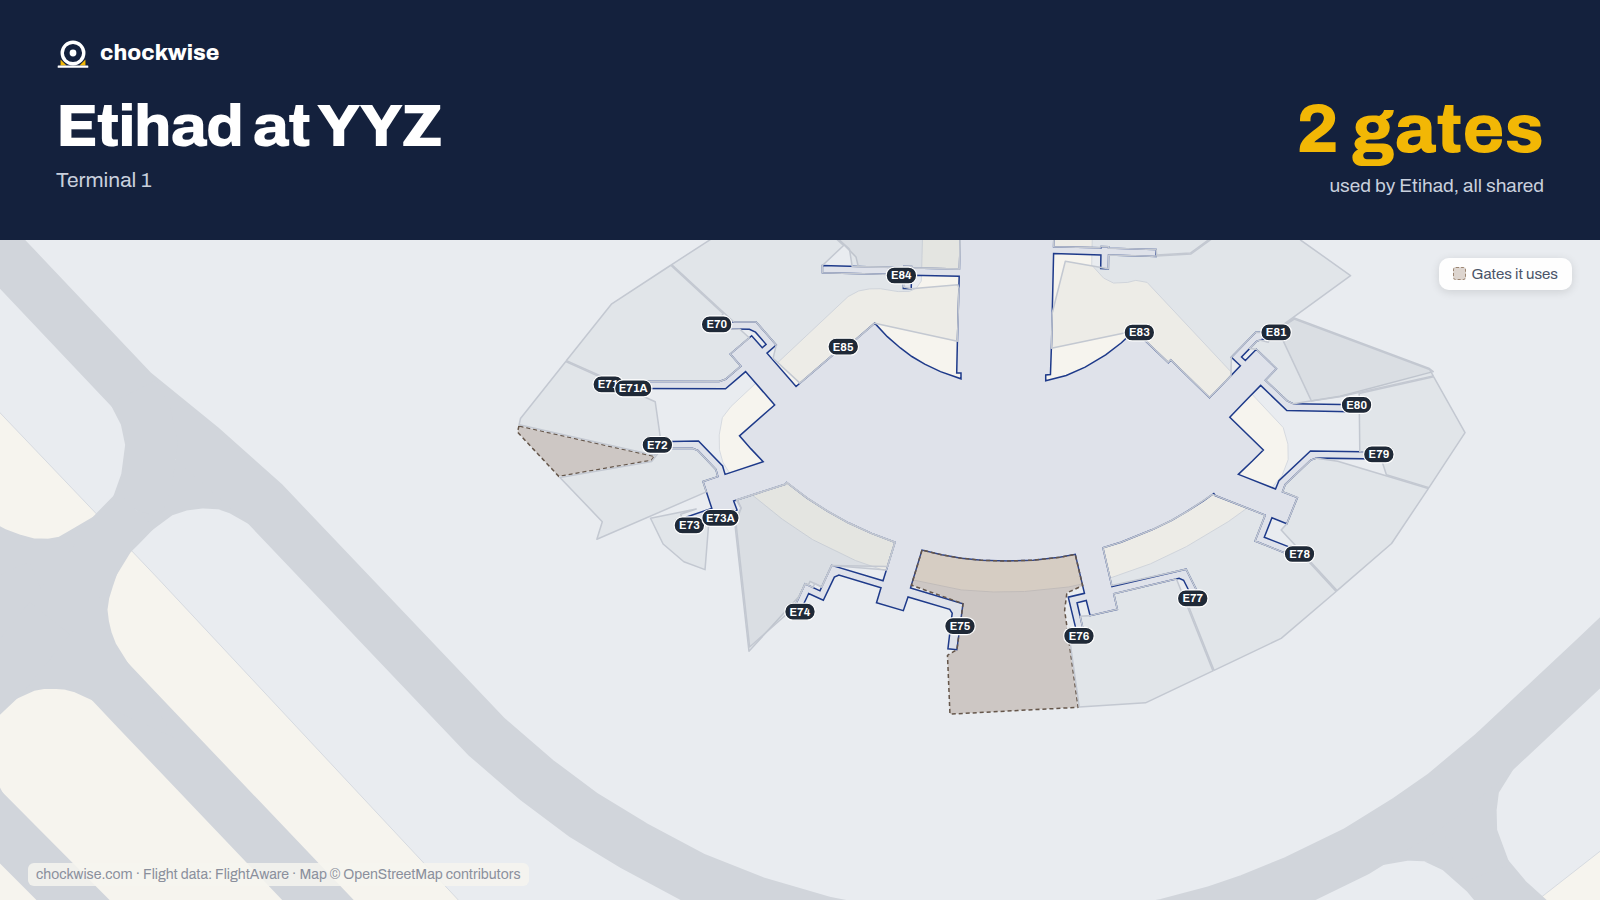 chockwise
Etihad at YYZ
Terminal 1
2 gates
used by Etihad, all shared
Gates it uses
E84
E70
E85
E83
E81
E71A
E80
E72
E79
E73
E73A
E78
E74
E75
E76
E77
chockwise.com · Flight data: FlightAware · Map © OpenStreetMap contributors